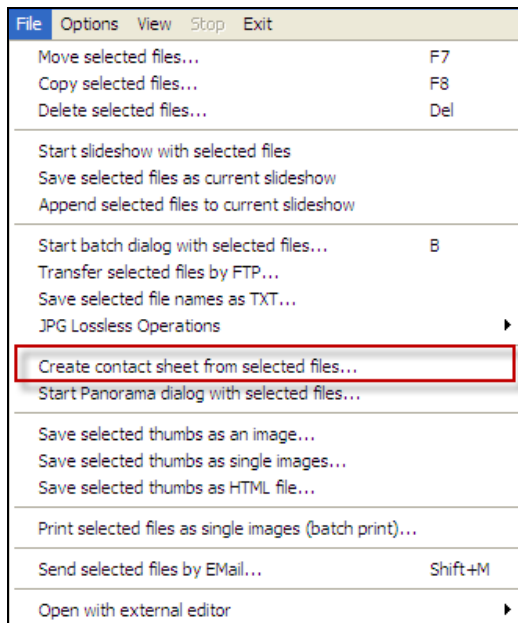 File Options View Stop Exit
Move selected files... F7
Copy selected files... F8
Delete selected files... Del
Start slideshow with selected files
Save selected files as current slideshow
Append selected files to current slideshow
Start batch dialog with selected files... B
Transfer selected files by FTP...
Save selected file names as TXT...
JPG Lossless Operations
Create contact sheet from selected files...
Start Panorama dialog with selected files...
Save selected thumbs as an image...
Save selected thumbs as single images...
Save selected thumbs as HTML file...
Print selected files as single images (batch print)...
Send selected files by EMail... Shift+M
Open with external editor